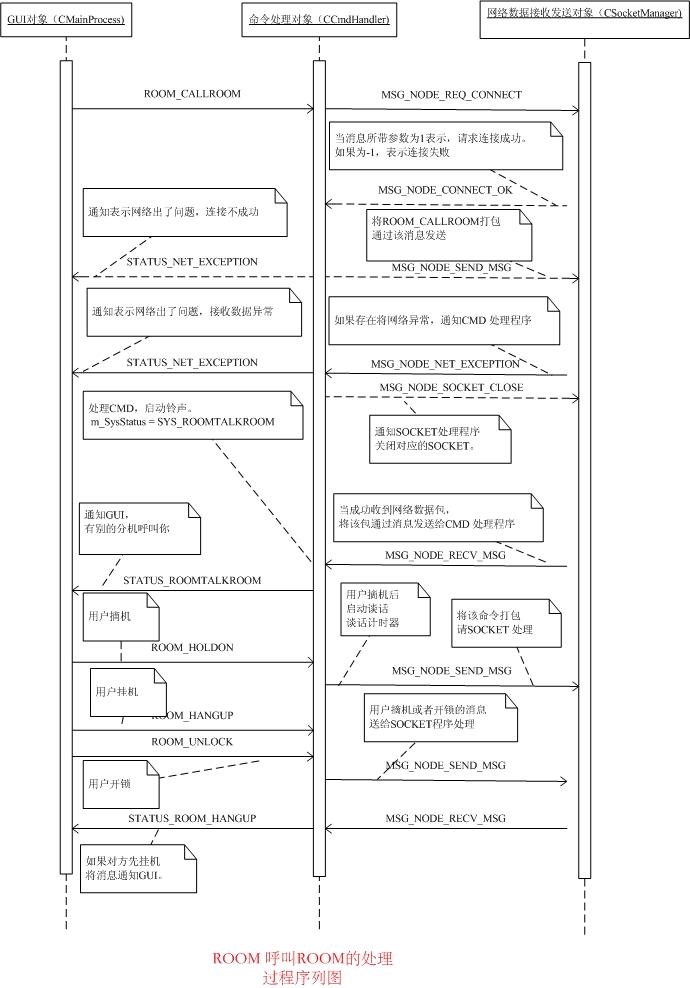 GUI对象（CMainProcess)
命令处理对象（CCmdHandler)
网络数据接收发送对象（CSocketManager)
ROOM_CALLROOM
MSG_NODE_REQ_CONNECT
当消息所带参数为1表示，请求连接成功。
如果为-1，表示连接失败
MSG_NODE_CONNECT_OK
通知表示网络出了问题，连接不成功
将ROOM_CALLROOM打包
通过该消息发送
STATUS_NET_EXCEPTION
MSG_NODE_SEND_MSG
通知表示网络出了问题，接收数据异常
如果存在将网络异常，通知CMD 处理程序
STATUS_NET_EXCEPTION
MSG_NODE_NET_EXCEPTION
MSG_NODE_SOCKET_CLOSE
处理CMD，启动铃声。
m_SysStatus = SYS_ROOMTALKROOM
通知SOCKET处理程序
关闭对应的SOCKET。
通知GUI，
有别的分机呼叫你
当成功收到网络数据包，
将该包通过消息发送给CMD 处理程序
MSG_NODE_RECV_MSG
STATUS_ROOMTALKROOM
用户摘机
用户摘机后
启动谈话
谈话计时器
将该命令打包
请SOCKET 处理
ROOM_HOLDON
MSG_NODE_SEND_MSG
用户挂机
用户摘机或者开锁的消息
送给SOCKET程序处理
ROOM_HANGUP
ROOM_UNLOCK
MSG_NODE_SEND_MSG
用户开锁
STATUS_ROOM_HANGUP
MSG_NODE_RECV_MSG
如果对方先挂机
将消息通知GUI。
ROOM 呼叫ROOM的处理
过程序列图